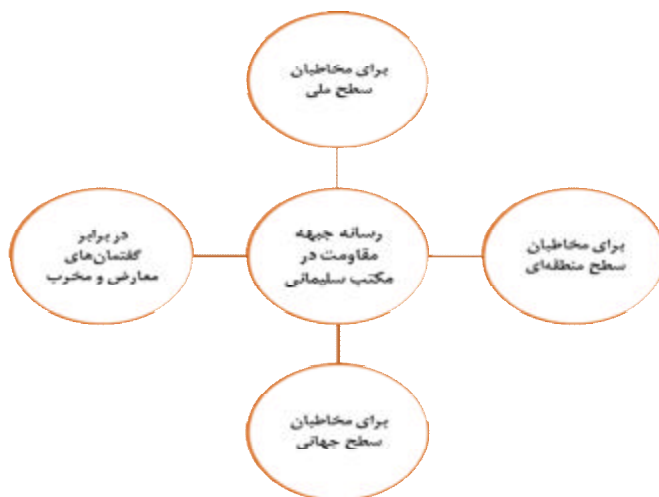 برای مخاطبان
سطح ملی
در برابر
گفتمان‌های
معارض و مخرب
رسانه جبهه
مقاومت در
مکتب سلیمانی
برای مخاطبان
سطح منطقه‌ای
برای مخاطبان
سطح جهانی